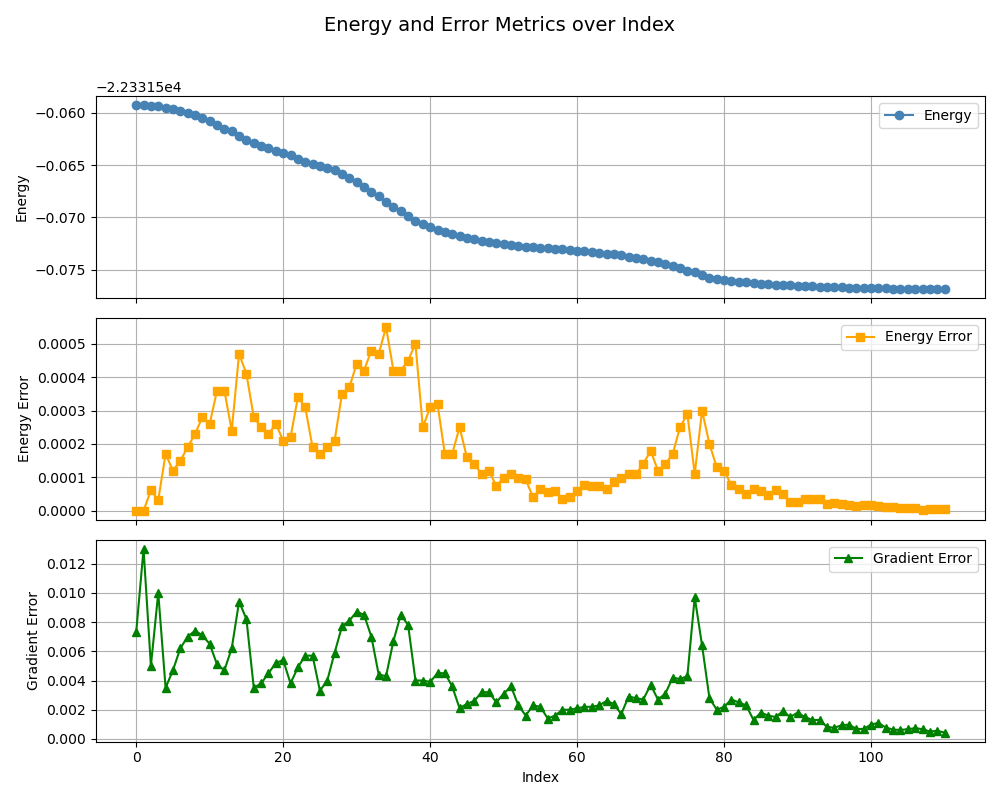 Energy and Error Metrics over Index
−2.23315e4
−0.060
−0.065
−0.070
−0.075
Energy
Energy
0.0005
0.0004
0.0003
0.0002
0.0001
0.0000
Energy Error
Energy Error
0.012
0.010
0.008
0.006
0.004
0.002
0.000
Gradient Error
Gradient Error
0 20 40 60 80 100
Index